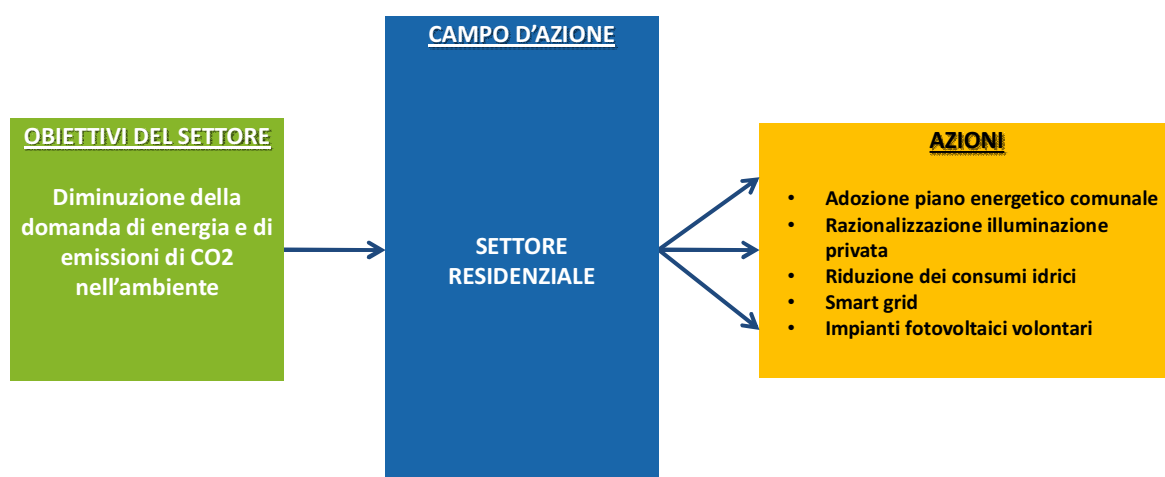 CAMPO D’AZIONE
OBIETTIVI DEL SETTORE
Diminuzione della
domanda di energia e di
emissioni di CO2
nell’ambiente
SETTORE
RESIDENZIALE
AZIONI
• Adozione piano energetico comunale
• Razionalizzazione illuminazione
privata
• Riduzione dei consumi idrici
• Smart grid
• Impianti fotovoltaici volontari